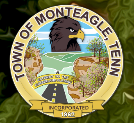 TOWN OF MONTEAGLE, TENN
INCORPORATED